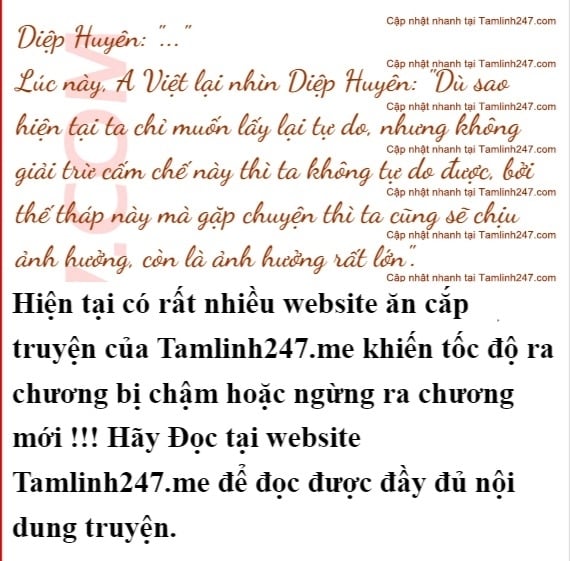 Cập nhật nhanh tại Tamlinh247.com
Diệp Huyên: "..."
Cập nhật nhanh tại Tamlinh247.com
Lúc này, A Việt lại nhìn Diệp Huyên: "Dù sao
Cập nhật nhanh tại Tamlinh247.com
hiện tại ta chỉ muốn lấy lại tự do, nhưng không
Cập nhật nhanh tại Tamlinh247.com
giải trừ cấm chế này thì ta không tự do được, bởi
Cập nhật nhanh tại Tamlinh247.com
thế tháp này mà gặp chuyện thì ta cũng sẽ chịu
Cập nhật nhanh tại Tamlinh247.com
ảnh hưởng, còn là ảnh hưởng rất lớn".
Cập nhật nhanh tại Tamlinh247.com
.COM
Hiện tại có rất nhiều website ăn cắp
truyện của Tamlinh247.me khiến tốc độ ra
chương bị chậm hoặc ngừng ra chương
mới !!! Hãy Đọc tại website
Tamlinh247.me để đọc được đầy đủ nội
dung truyện.